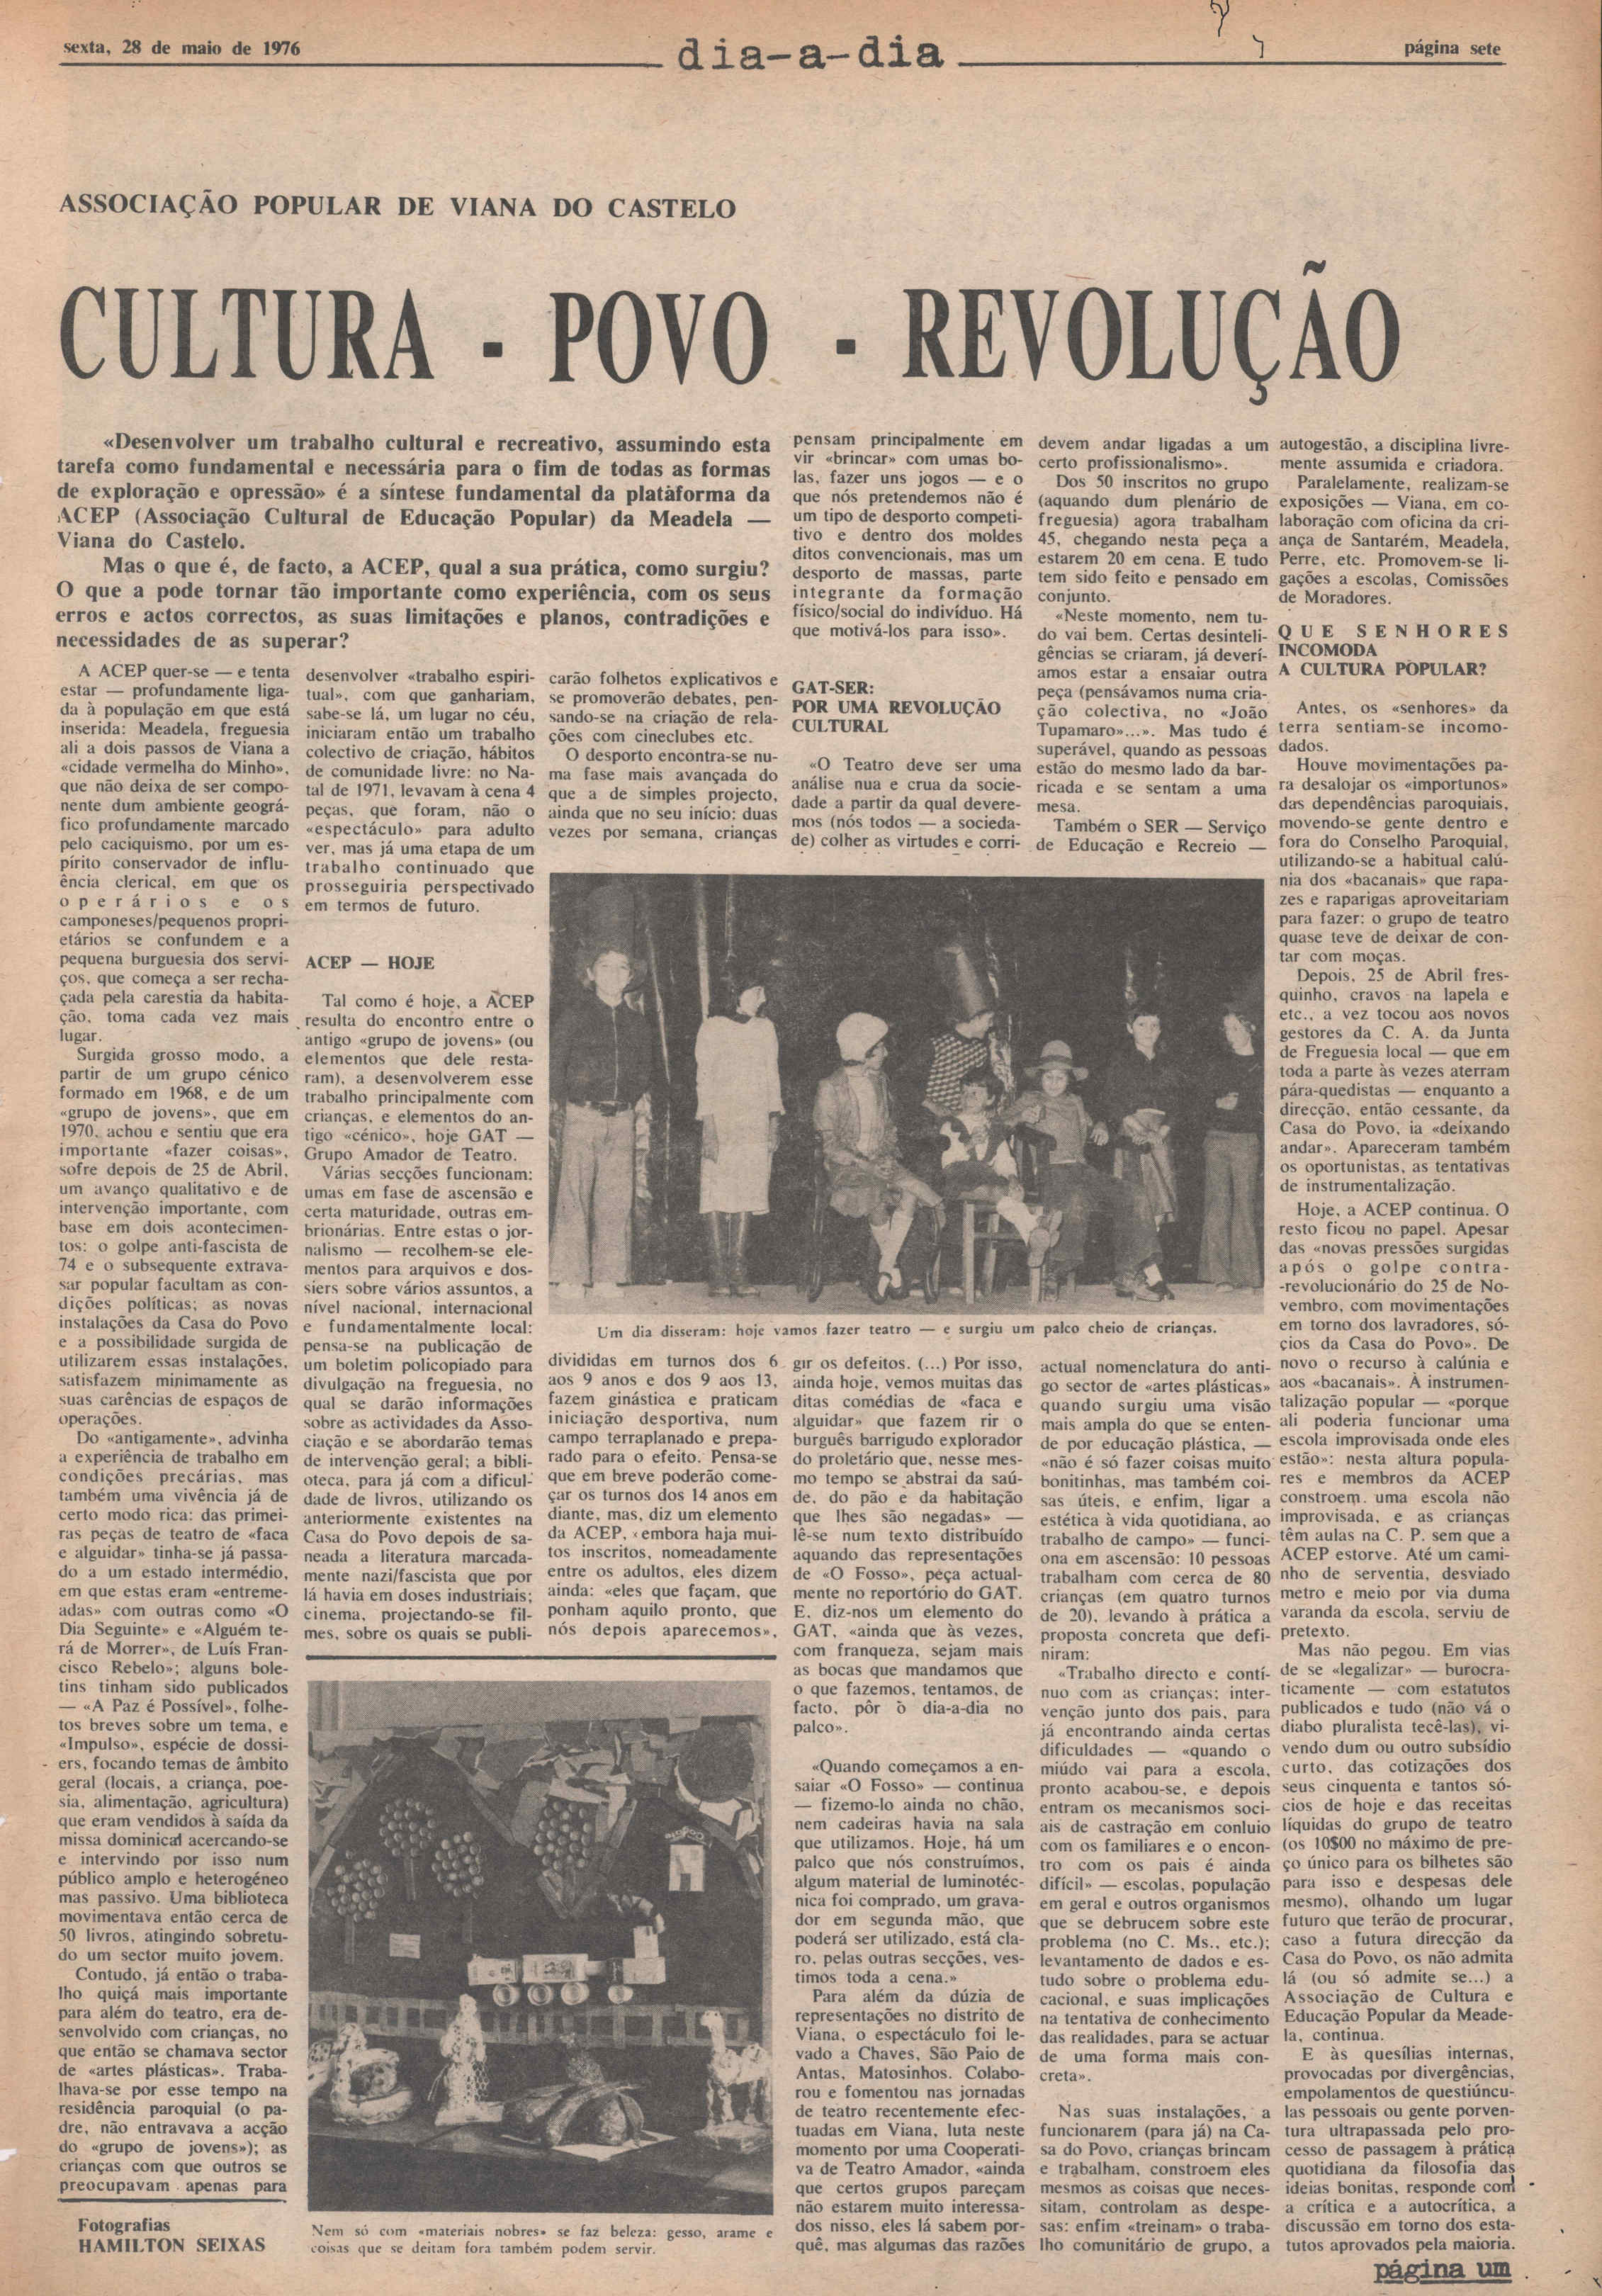 sexta, 28 de maio de 1976
dia-a-dia
página sete
ASSOCIAÇÃO POPULAR DE VIANA DO CASTELO
CULTURA - POVO - REVOLUÇÃO
«Desenvolver um trabalho cultural e recreativo, assumindo esta
tarefa como fundamental e necessária para o fim de todas as formas
de exploração e opressão» é a síntese fundamental da platàforma da
ACEP (Associação Cultural de Educação Popular) da Meadela —
Viana do Castelo.
Mas o que é, de facto, a ACEP, qual a sua prática, como surgiu?
O que a pode tornar tão importante como experiência, com os seus
erros e actos correctos, as suas limitações e planos, contradições e
necessidades de as superar?
A ACEP quer-se — e tenta
estar — profundamente liga-
da à população em que está
inserida: Meadela, freguesia
ali a dois passos de Viana a
«cidade vermelha do Minho»,
que não deixa de ser compo-
nente dum ambiente geográ-
fico profundamente marcado
pelo caciquismo, por um es-
pírito conservador de influ-
ência clerical, em que os
operários e os
camponeses/pequenos propri-
etários se confundem e a
pequena burguesia dos servi-
ços, que começa a ser recha-
çada pela carestia da habita-
ção, toma cada vez mais
lugar.
Surgida grosso modo, a
partir de um grupo cénico
formado em 1968, e de um
«grupo de jovens», que em
1970, achou e sentiu que era
importante «fazer coisas»,
sofre depois de 25 de Abril,
um avanço qualitativo e de
intervenção importante, com
base em dois acontecimen-
tos: o golpe anti-fascista de
74 e o subsequente extrava-
sar popular facultam as con-
dições políticas; as novas
instalações da Casa do Povo
e a possibilidade surgida de
utilizarem essas instalações,
satisfazem minimamente as
suas carências de espaços de
operações.
Do «antigamente», advinha
a experiência de trabalho em
condições precárias, mas
também uma vivência já de
certo modo rica: das primei-
ras peças de teatro de «faca
e alguidar» tinha-se já passa-
do a um estado intermédio,
em que estas eram «entreme-
adas» com outras como «O
Dia Seguinte» e «Alguém te-
rá de Morrer», de Luís Fran-
cisco Rebelo»; alguns bole-
tins tinham sido publicados
— «A Paz é Possível», folhe-
tos breves sobre um tema, e
«Impulso», espécie de dossi-
ers, focando temas de âmbito
geral (locais, a criança, poe-
sia, alimentação, agricultura)
que eram vendidos à saída da
missa dominical acercando-se
e intervindo por isso num
público amplo e heterogéneo
mas passivo. Uma biblioteca
movimentava então cerca de
50 livros, atingindo sobretu-
do um sector muito jovem.
Contudo, já então o traba-
lho quiçá mais importante
para além do teatro, era de-
senvolvido com crianças, no
que então se chamava sector
de «artes plásticas». Traba-
lhava-se por esse tempo na
residência paroquial (o pa-
dre, não entravava a acção
do «grupo de jovens»); as
crianças com que outros se
preocupavam apenas para
Fotografias
HAMILTON SEIXAS
desenvolver «trabalho espiri-
tual», com que ganhariam,
sabe-se lá, um lugar no céu,
iniciaram então um trabalho
colectivo de criação, hábitos
de comunidade livre: no Na-
tal de 1971, levavam à cena 4
peças, que foram, não o
«espectáculo» para adulto
ver, mas já uma etapa de um
trabalho continuado que
prosseguiria perspectivado
em termos de futuro.
ACEP — HOJE
Tal como é hoje, a ACEP
resulta do encontro entre o
antigo «grupo de jovens» (ou
elementos que dele resta-
ram), a desenvolverem esse
trabalho principalmente com
crianças, e elementos do an-
tigo «cénico», hoje GAT —
Grupo Amador de Teatro.
Várias secções funcionam:
umas em fase de ascensão e
certa maturidade, outras em-
brionárias. Entre estas o jor-
nalismo — recolhem-se ele-
mentos para arquivos e dos-
siers sobre vários assuntos, a
nível nacional, internacional
e fundamentalmente local:
pensa-se na publicação de
um boletim policopiado para
divulgação na freguesia, no
qual se darão informações
sobre as actividades da Asso-
ciação e se abordarão temas
de intervenção geral; a bibli-
oteca, para já com a dificul-
dade de livros, utilizando os
anteriormente existentes na
Casa do Povo depois de sa-
neada a literatura marcada-
mente nazi/fascista que por
lá havia em doses industriais;
cinema, projectando-se fil-
mes, sobre os quais se publi-
carão folhetos explicativos e
se promoverão debates, pen-
sando-se na criação de rela-
ções com cineclubes etc.
O desporto encontra-se nu-
ma fase mais avançada do
que a de simples projecto,
ainda que no seu início: duas
vezes por semana, crianças
Um dia disseram: hoje vamos fazer teatro — e surgiu um palco cheio de crianças.
divididas em turnos dos 6
aos 9 anos e dos 9 aos 13,
fazem ginástica e praticam
iniciação desportiva, num
campo terraplanado e prepa-
rado para o efeito. Pensa-se
que em breve poderão come-
çar os turnos dos 14 anos em
diante, mas, diz um elemento
da ACEP, «embora haja mui-
tos inscritos, nomeadamente
entre os adultos, eles dizem
ainda: «eles que façam, que
ponham aquilo pronto, que
nós depois aparecemos»,
Nem só com «materiais nobres» se faz beleza: gesso, arame e
coisas que se deitam fora também podem servir.
pensam principalmente em
vir «brincar» com umas bo-
las, fazer uns jogos — e o
que nós pretendemos não é
um tipo de desporto competi-
tivo e dentro dos moldes
ditos convencionais, mas um
desporto de massas, parte
integrante da formação
físico/social do indivíduo. Há
que motivá-los para isso».
GAT-SER:
POR UMA REVOLUÇÃO
CULTURAL
«O Teatro deve ser uma
análise nua e crua da socie-
dade a partir da qual devere-
mos (nós todos — a socieda-
de) colher as virtudes e corri-
gir os defeitos. (...) Por isso,
ainda hoje, vemos muitas das
ditas comédias de «faca e
alguidar» que fazem rir o
burguês barrigudo explorador
do proletário que, nesse mes-
mo tempo se abstrai da saú-
de, do pão e da habitação
que lhes são negadas» —
lê-se num texto distribuído
aquando das representações
de «O Fosso», peça actual-
mente no reportório do GAT.
E, diz-nos um elemento do
GAT, «ainda que às vezes,
com franqueza, sejam mais
as bocas que mandamos que
o que fazemos, tentamos, de
facto, pôr o dia-a-dia no
palco».
«Quando começamos a en-
saiar «O Fosso» — continua
— fizemo-lo ainda no chão,
nem cadeiras havia na sala
que utilizamos. Hoje, há um
palco que nós construímos,
algum material de luminotéc-
nica foi comprado, um grava-
dor em segunda mão, que
poderá ser utilizado, está cla-
ro, pelas outras secções, ves-
timos toda a cena.»
Para além da dúzia de
representações no distrito de
Viana, o espectáculo foi le-
vado a Chaves, São Paio de
Antas, Matosinhos. Colabo-
rou e fomentou nas jornadas
de teatro recentemente efec-
tuadas em Viana, luta neste
momento por uma Cooperati-
va de Teatro Amador, «ainda
que certos grupos pareçam
não estarem muito interessa-
dos nisso, eles lá sabem por-
quê, mas algumas das razões
devem andar ligadas a um
certo profissionalismo».
Dos 50 inscritos no grupo
(aquando dum plenário de
freguesia) agora trabalham
45, chegando nesta peça a
estarem 20 em cena. E tudo
tem sido feito e pensado em
conjunto.
«Neste momento, nem tu-
do vai bem. Certas desinteli-
gências se criaram, já deverí-
amos estar a ensaiar outra
peça (pensávamos numa cria-
ção colectiva, no «João
Tupamaro»...». Mas tudo é
superável, quando as pessoas
estão do mesmo lado da bar-
ricada e se sentam a uma
mesa.
Também o SER — Serviço
de Educação e Recreio —
actual nomenclatura do anti-
go sector de «artes plásticas»
quando surgiu uma visão
mais ampla do que se enten-
de por educação plástica, —
«não é só fazer coisas muito
bonitinhas, mas também coi-
sas úteis, e enfim, ligar a
estética à vida quotidiana, ao
trabalho de campo» — funci-
ona em ascensão: 10 pessoas
trabalham com cerca de 80
crianças (em quatro turnos
de 20), levando à prática a
proposta concreta que defi-
niram:
«Trabalho directo e contí-
nuo com as crianças; inter-
venção junto dos pais, para
já encontrando ainda certas
dificuldades — «quando o
miúdo vai para a escola,
pronto acabou-se, e depois
entram os mecanismos soci-
ais de castração em conluio
com os familiares e o encon-
tro com os pais é ainda
difícil» — escolas, população
em geral e outros organismos
que se debrucem sobre este
problema (no C. Ms., etc.);
levantamento de dados e es-
tudo sobre o problema edu-
cacional, e suas implicações
na tentativa de conhecimento
das realidades, para se actuar
de uma forma mais con-
creta».
Nas suas instalações, a
funcionarem (para já) na Ca-
sa do Povo, crianças brincam
e trabalham, constroem eles
mesmos as coisas que neces-
sitam, controlam as despe-
sas: enfim «treinam» o traba-
lho comunitário de grupo, a
autogestão, a disciplina livre-
mente assumida e criadora.
Paralelamente, realizam-se
exposições — Viana, em co-
laboração com oficina da cri-
ança de Santarém, Meadela,
Perre, etc. Promovem-se li-
gações a escolas, Comissões
de Moradores.
QUE SENHORES
INCOMODA
A CULTURA POPULAR?
Antes, os «senhores» da
terra sentiam-se incomo-
dados.
Houve movimentações pa-
ra desalojar os «importunos»
das dependências paroquiais,
movendo-se gente dentro e
fora do Conselho Paroquial,
utilizando-se a habitual calú-
nia dos «bacanais» que rapa-
zes e raparigas aproveitariam
para fazer: o grupo de teatro
quase teve de deixar de con-
tar com moças.
Depois, 25 de Abril fres-
quinho, cravos na lapela e
etc., a vez tocou aos novos
gestores da C. A. da Junta
de Freguesia local — que em
toda a parte às vezes aterram
pára-quedistas — enquanto a
direcção, então cessante, da
Casa do Povo, ia «deixando
andar». Apareceram também
os oportunistas, as tentativas
de instrumentalização.
Hoje, a ACEP continua. O
resto ficou no papel. Apesar
das «novas pressões surgidas
após o golpe contra-
-revolucionário do 25 de No-
vembro, com movimentações
em torno dos lavradores, só-
cios da Casa do Povo». De
novo o recurso à calúnia e
aos «bacanais». À instrumen-
talização popular — «porque
ali poderia funcionar uma
escola improvisada onde eles
estão»: nesta altura popula-
res e membros da ACEP
constroem uma escola não
improvisada, e as crianças
têm aulas na C. P. sem que a
ACEP estorve. Até um cami-
nho de serventia, desviado
metro e meio por via duma
varanda da escola, serviu de
pretexto.
Mas não pegou. Em vias
de se «legalizar» — burocra-
ticamente — com estatutos
publicados e tudo (não vá o
diabo pluralista tecê-las), vi-
vendo dum ou outro subsídio
curto, das cotizações dos
seus cinquenta e tantos só-
cios de hoje e das receitas
líquidas do grupo de teatro
(os 10$00 no máximo de pre-
ço único para os bilhetes são
para isso e despesas dele
mesmo), olhando um lugar
futuro que terão de procurar,
caso a futura direcção da
Casa do Povo, os não admita
lá (ou só admite se...) a
Associação de Cultura e
Educação Popular da Meade-
la, continua.
E às quesílias internas,
provocadas por divergências,
empolamentos de questiúncu-
las pessoais ou gente porven-
tura ultrapassada pelo pro-
cesso de passagem à prática
quotidiana da filosofia das
ideias bonitas, responde com
a crítica e a autocrítica, a
discussão em torno dos esta-
tutos aprovados pela maioria.
página um